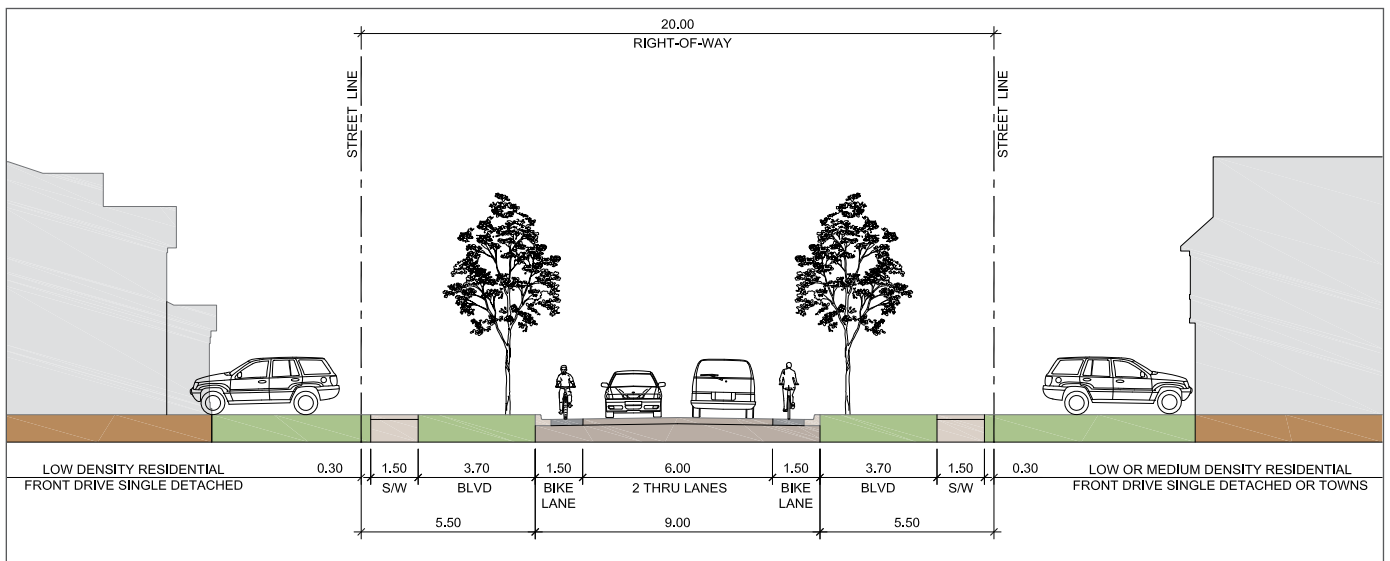 20.00
RIGHT-OF-WAY
STREET LINE
STREET LINE
LOW DENSITY RESIDENTIAL
FRONT DRIVE SINGLE DETACHED
0.30
1.50
S/W
3.70
BLVD
1.50
BIKE
LANE
6.00
2 THRU LANES
1.50
BIKE
LANE
3.70
BLVD
1.50
S/W
0.30
LOW OR MEDIUM DENSITY RESIDENTIAL
FRONT DRIVE SINGLE DETACHED OR TOWNS
5.50
9.00
5.50